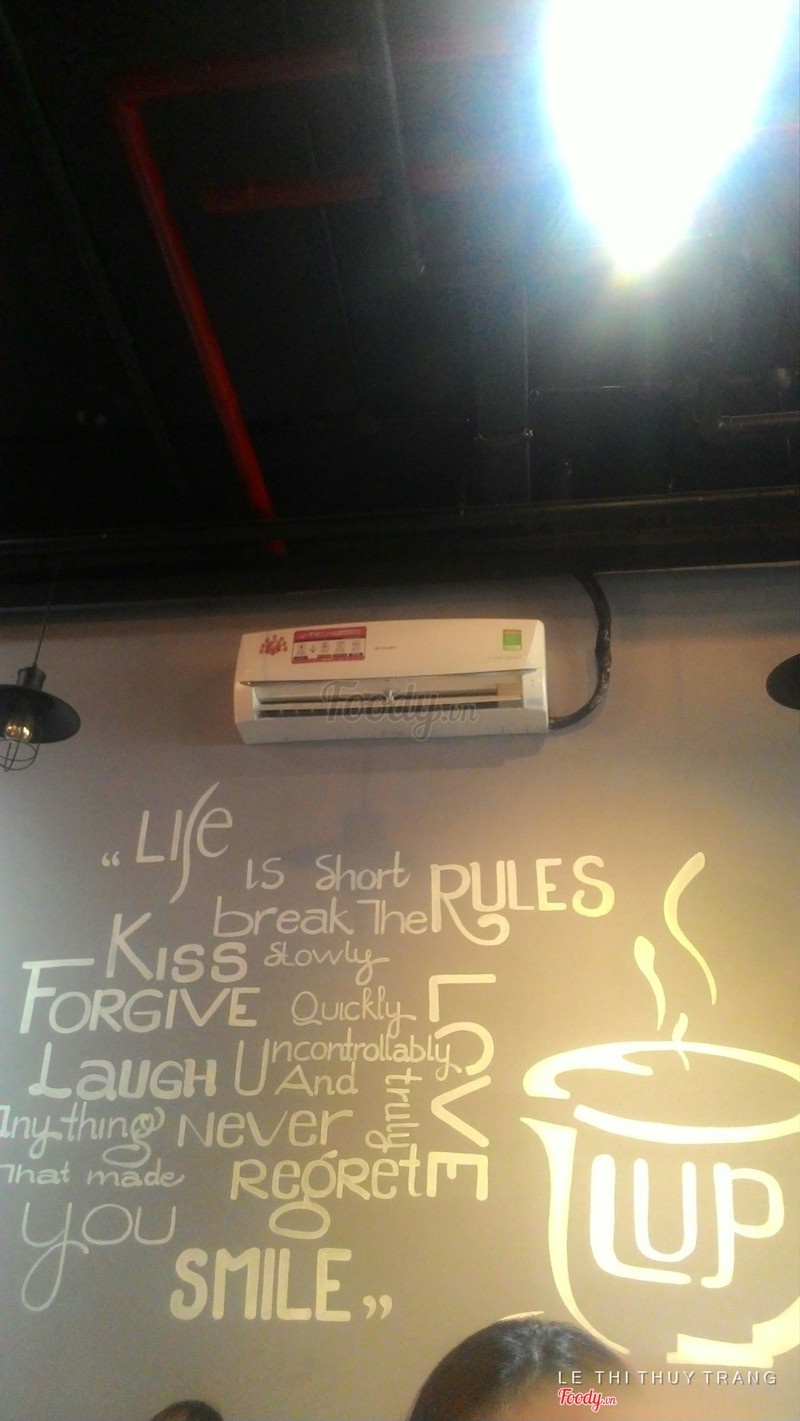 Foody.vn
“ Life
is Short
break The RULES
Kiss Slowly
FORGIVE Quickly
LOVE
truly
LAUGH Uncontrollably
And
Anything Never
That made Regret
you
SMILE ”
UP
LE THI THUY TRANG
Foody.vn